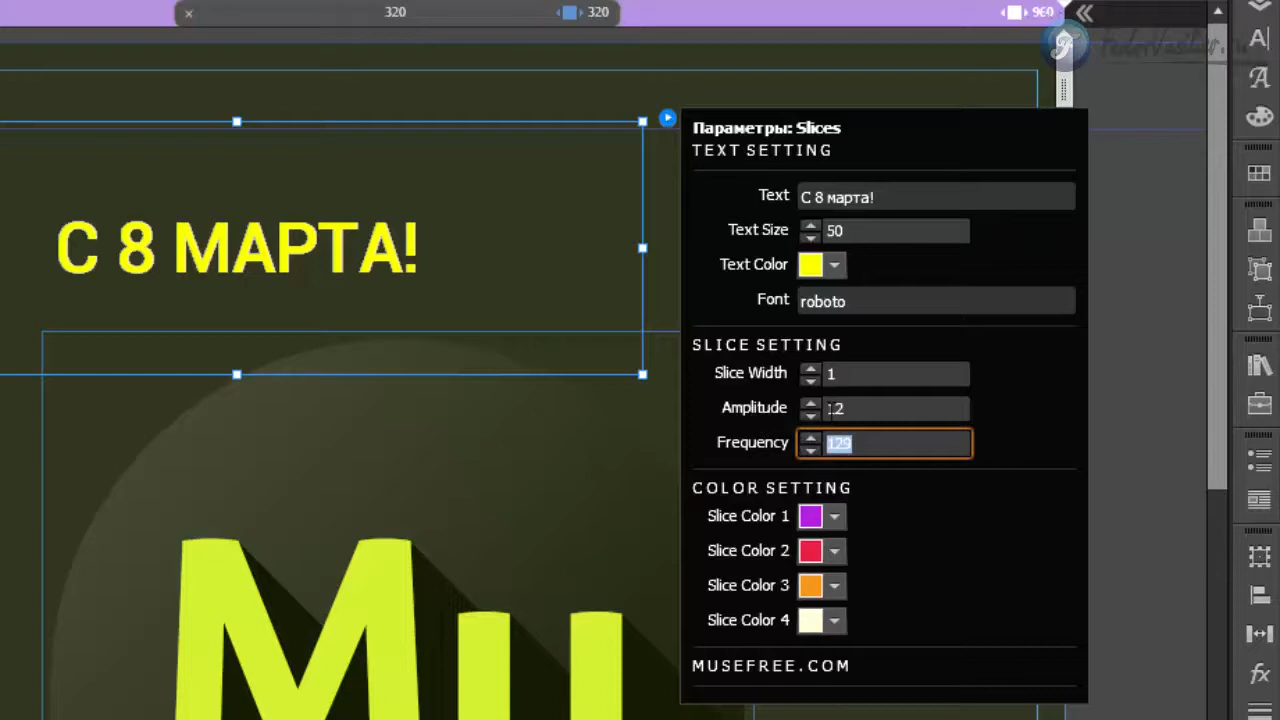 320
320
960
С 8 МАРТА!
Параметры: Slices
TEXT SETTING
Text С 8 марта!
Text Size 50
Text Color
Font roboto
SLICE SETTING
Slice Width 1
Amplitude 12
Frequency 129
COLOR SETTING
Slice Color 1
Slice Color 2
Slice Color 3
Slice Color 4
MUSEFREE.COM
Mu